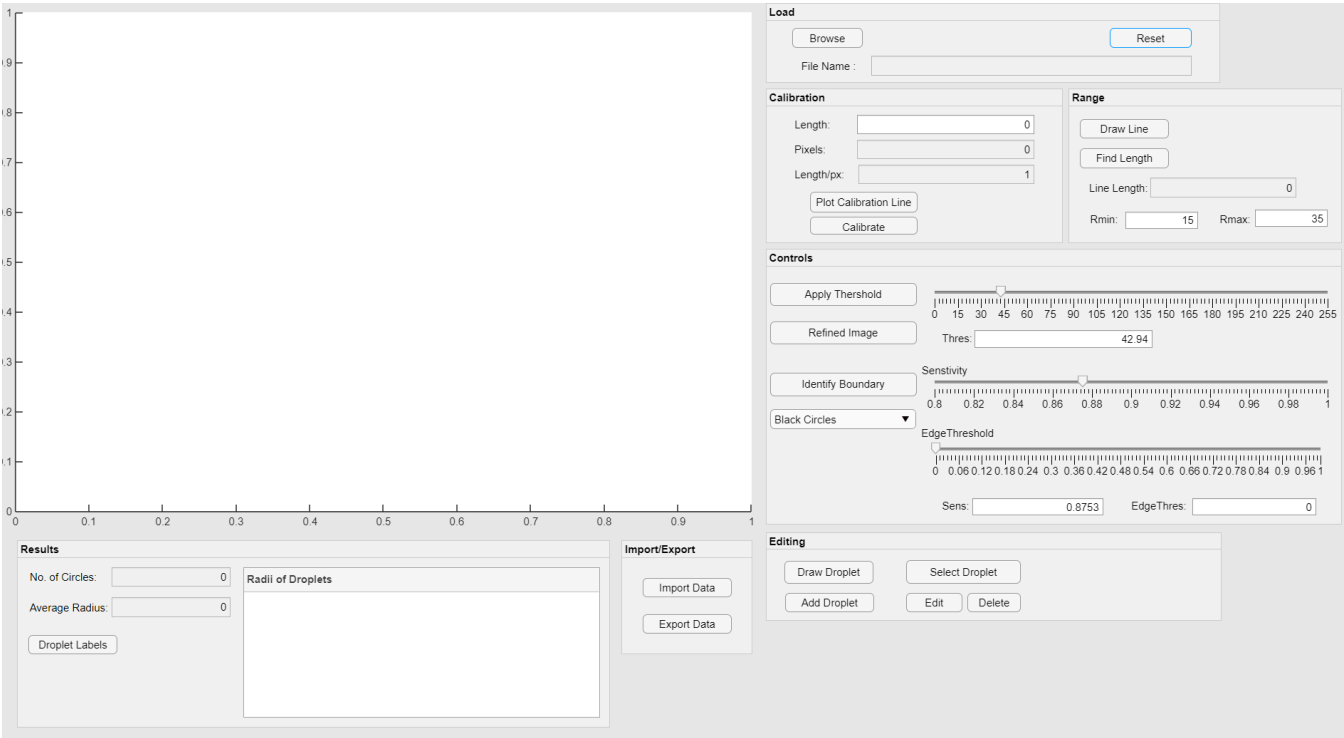 Load
Browse
Reset
File Name :
Calibration
Length: 0
Pixels: 0
Length/px: 1
Plot Calibration Line
Calibrate
Range
Draw Line
Find Length
Line Length: 0
Rmin: 15 Rmax: 35
Controls
Apply Thershold
0 15 30 45 60 75 90 105 120 135 150 165 180 195 210 225 240 255
Refined Image
Thres: 42.94
Senstivity
Identify Boundary
0.8 0.82 0.84 0.86 0.88 0.9 0.92 0.94 0.96 0.98 1
Black Circles
EdgeThreshold
0 0.06 0.12 0.18 0.24 0.3 0.36 0.42 0.48 0.54 0.6 0.66 0.72 0.78 0.84 0.9 0.96 1
Sens: 0.8753 EdgeThres: 0
1
.9
.8
.7
.6
.5
.4
.3
.2
.1
0
0 0.1 0.2 0.3 0.4 0.5 0.6 0.7 0.8 0.9 1
Results
No. of Circles: 0
Average Radius: 0
Droplet Labels
Radii of Droplets
Import/Export
Import Data
Export Data
Editing
Draw Droplet
Select Droplet
Add Droplet
Edit
Delete